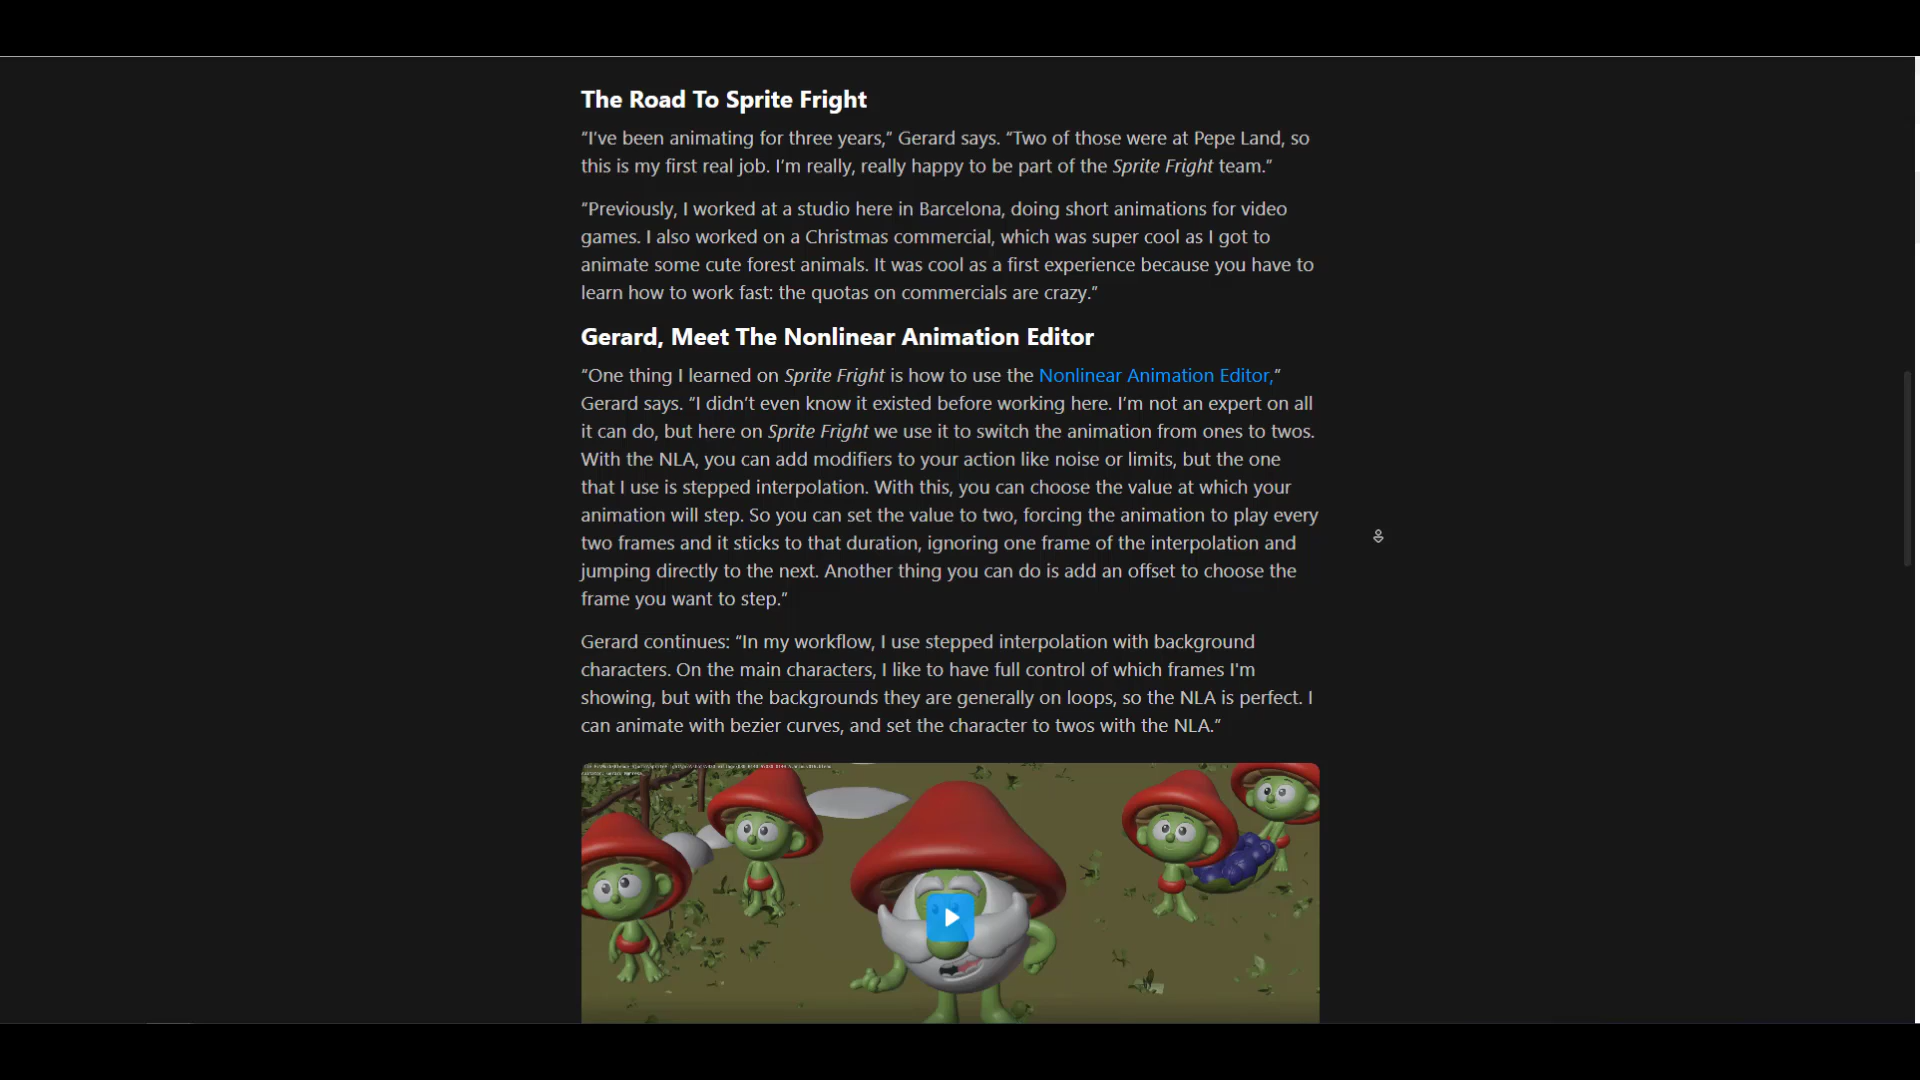 The Road To Sprite Fright
“I’ve been animating for three years,” Gerard says. “Two of those were at Pepe Land, so
this is my first real job. I’m really, really happy to be part of the Sprite Fright team.”
“Previously, I worked at a studio here in Barcelona, doing short animations for video
games. I also worked on a Christmas commercial, which was super cool as I got to
animate some cute forest animals. It was cool as a first experience because you have to
learn how to work fast: the quotas on commercials are crazy.”
Gerard, Meet The Nonlinear Animation Editor
“One thing I learned on Sprite Fright is how to use the Nonlinear Animation Editor,”
Gerard says. “I didn’t even know it existed before working here. I’m not an expert on all
it can do, but here on Sprite Fright we use it to switch the animation from ones to twos.
With the NLA, you can add modifiers to your action like noise or limits, but the one
that I use is stepped interpolation. With this, you can choose the value at which your
animation will step. So you can set the value to two, forcing the animation to play every
two frames and it sticks to that duration, ignoring one frame of the interpolation and
jumping directly to the next. Another thing you can do is add an offset to choose the
frame you want to step.”
Gerard continues: “In my workflow, I use stepped interpolation with background
characters. On the main characters, I like to have full control of which frames I'm
showing, but with the backgrounds they are generally on loops, so the NLA is perfect. I
can animate with bezier curves, and set the character to twos with the NLA.”